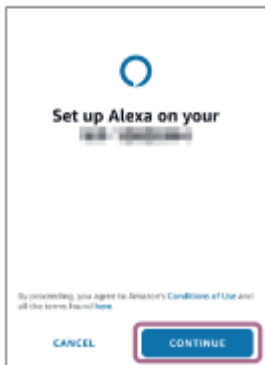 Set up Alexa on your
By proceeding, you agree to Amazon's Conditions of Use and
all the terms found here.
CANCEL
CONTINUE